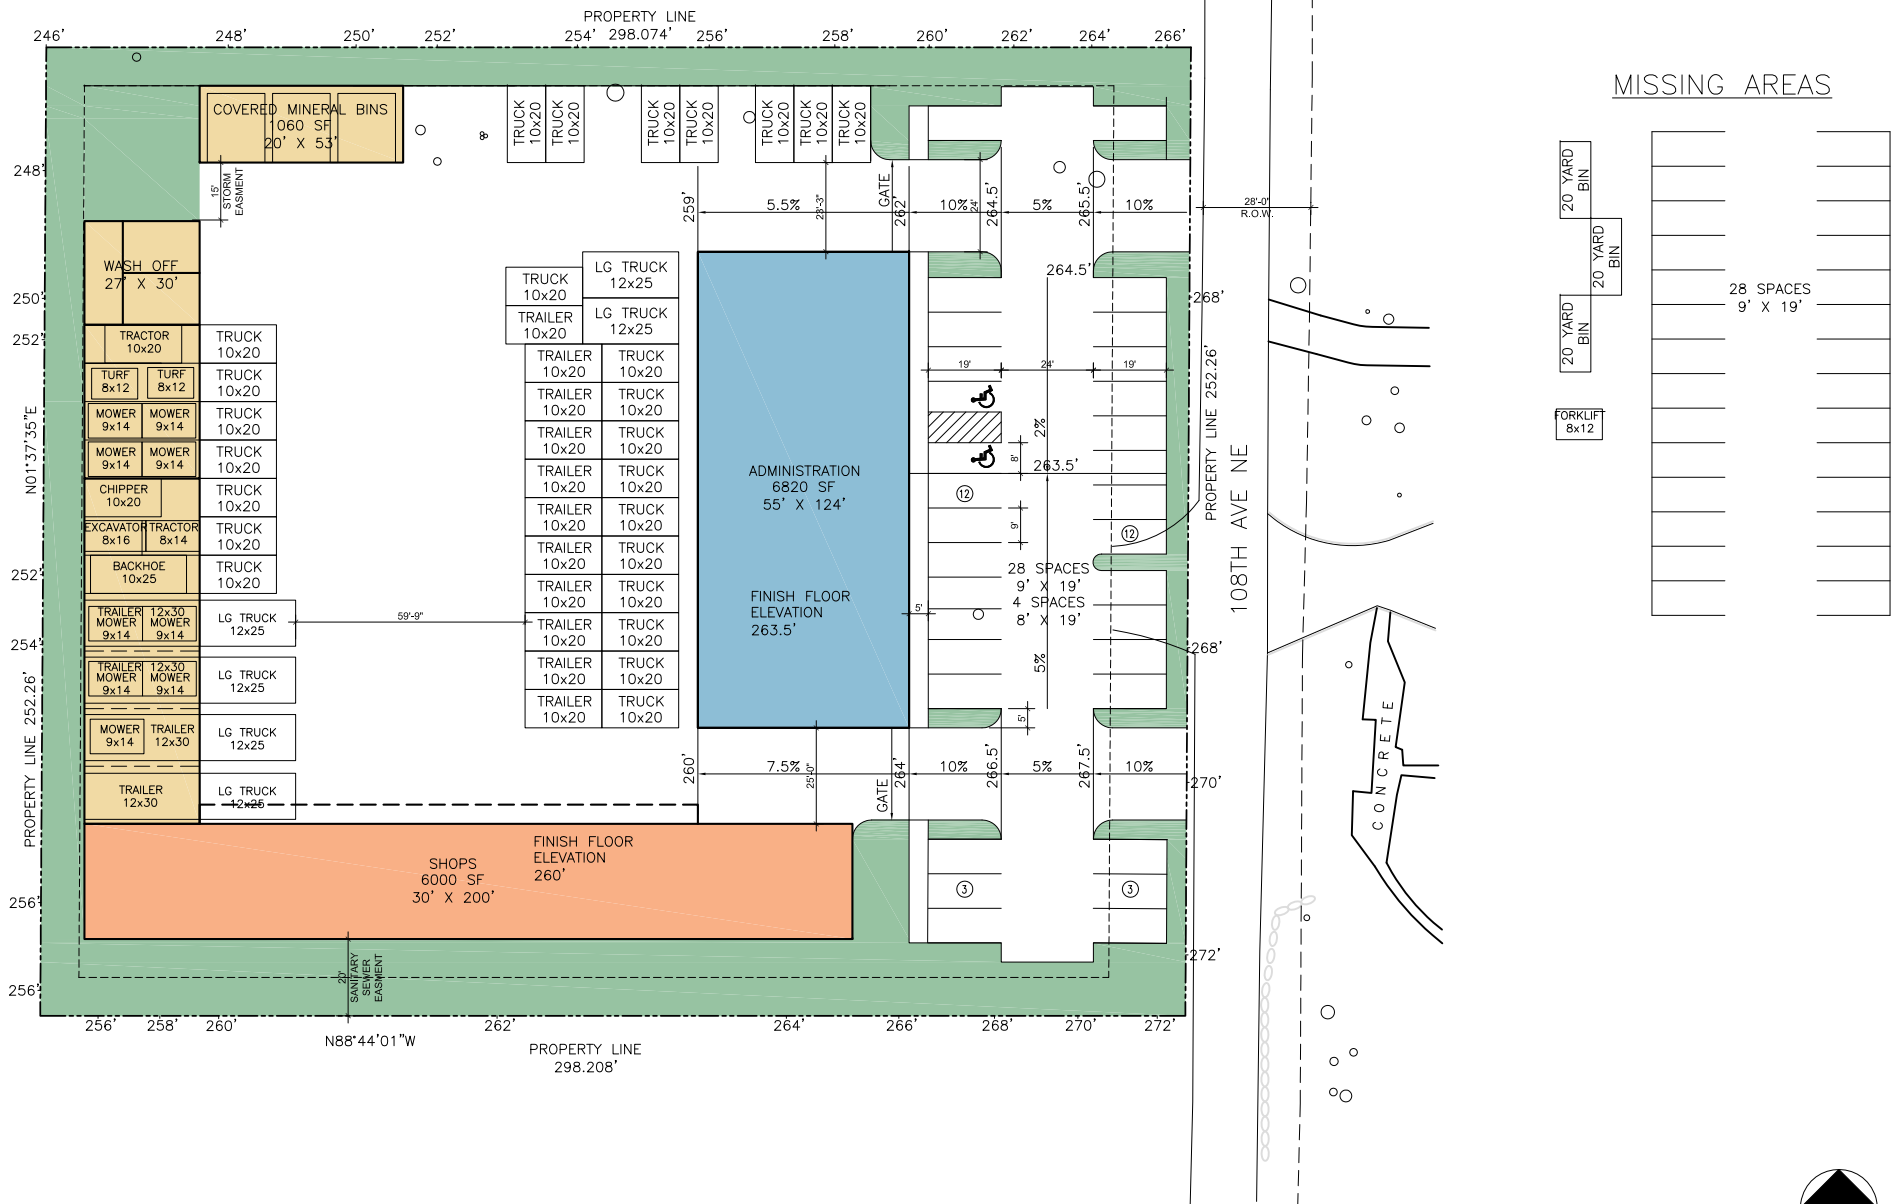 PROPERTY LINE
298.074'
246'
248'
250'
252'
254'
256'
258'
260'
262'
264'
266'
MISSING AREAS
COVERED MINERAL BINS
1060 SF
20' X 53'
TRUCK
10x20
TRUCK
10x20
TRUCK
10x20
TRUCK
10x20
TRUCK
10x20
TRUCK
10x20
TRUCK
10x20
248'
15'
STORM
EASMENT
259'
5.5%
23'-3"
GATE
262'
10%
24'
264.5'
5%
265.5'
10%
28'-0"
R.O.W.
20 YARD
BIN
20 YARD
BIN
20 YARD
BIN
FORKLIFT
8x12
28 SPACES
9' X 19'
WASH OFF
27' X 30'
250'
252'
TRUCK
10x20
LG TRUCK
12x25
TRAILER
10x20
LG TRUCK
12x25
264.5'
268'
TRACTOR
10x20
TRUCK
10x20
TURF
8x12
TURF
8x12
TRUCK
10x20
MOWER
9x14
MOWER
9x14
TRUCK
10x20
MOWER
9x14
MOWER
9x14
TRUCK
10x20
CHIPPER
10x20
TRUCK
10x20
EXCAVATOR
8x16
TRACTOR
8x14
TRUCK
10x20
BACKHOE
10x25
TRUCK
10x20
TRAILER 12x30
MOWER MOWER
9x14 9x14
LG TRUCK
12x25
TRAILER 12x30
MOWER MOWER
9x14 9x14
LG TRUCK
12x25
MOWER
9x14
TRAILER
12x30
LG TRUCK
12x25
TRAILER
12x30
LG TRUCK
12x25
59'-9"
TRAILER
10x20
TRUCK
10x20
TRAILER
10x20
TRUCK
10x20
TRAILER
10x20
TRUCK
10x20
TRAILER
10x20
TRUCK
10x20
TRAILER
10x20
TRUCK
10x20
TRAILER
10x20
TRUCK
10x20
TRAILER
10x20
TRUCK
10x20
TRAILER
10x20
TRUCK
10x20
TRAILER
10x20
TRUCK
10x20
TRAILER
10x20
TRUCK
10x20
ADMINISTRATION
6820 SF
55' X 124'
FINISH FLOOR
ELEVATION
263.5'
19'
24'
19'
2%
8'
263.5'
12
9'
12
28 SPACES
9' X 19'
4 SPACES
8' X 19'
5'
5%
5'
PROPERTY LINE 252.26'
108TH AVE NE
268'
N01°37'35"E
252'
254'
PROPERTY LINE 252.26'
260'
7.5%
25'-0"
GATE
264'
10%
266.5'
5%
267.5'
10%
270'
CONCRETE
SHOPS
6000 SF
30' X 200'
FINISH FLOOR
ELEVATION
260'
3
3
256'
272'
20'
SANITARY
SEWER
EASMENT
256'
256'
258'
260'
262'
264'
266'
268'
270'
272'
N88°44'01"W
PROPERTY LINE
298.208'